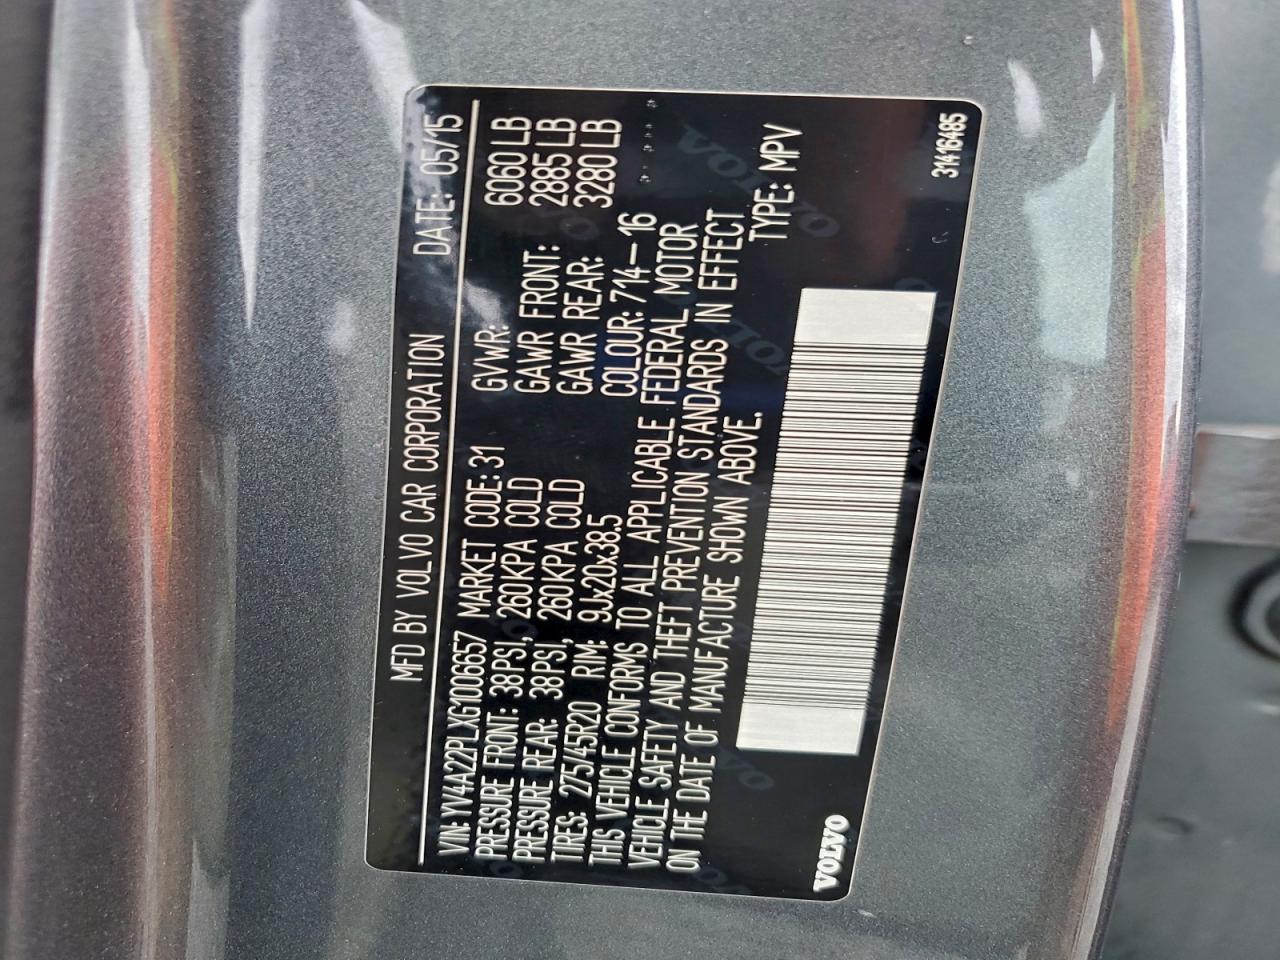 MFD BY VOLVO CAR CORPORATION DATE: 05/15
VIN: YV4A22PLXG1006657 MARKET CODE: 31 GVWR: 6060 LB
PRESSURE FRONT: 38PSI, 260KPA COLD GAWR FRONT: 2885 LB
PRESSURE REAR: 38PSI, 260KPA COLD GAWR REAR: 3280 LB
TIRES: 275/45R20 RIM: 9Jx20x38.5 COLOUR: 714-16
THIS VEHICLE CONFORMS TO ALL APPLICABLE FEDERAL MOTOR
VEHICLE SAFETY AND THEFT PREVENTION STANDARDS IN EFFECT
ON THE DATE OF MANUFACTURE SHOWN ABOVE. TYPE: MPV
VOLVO 31416485